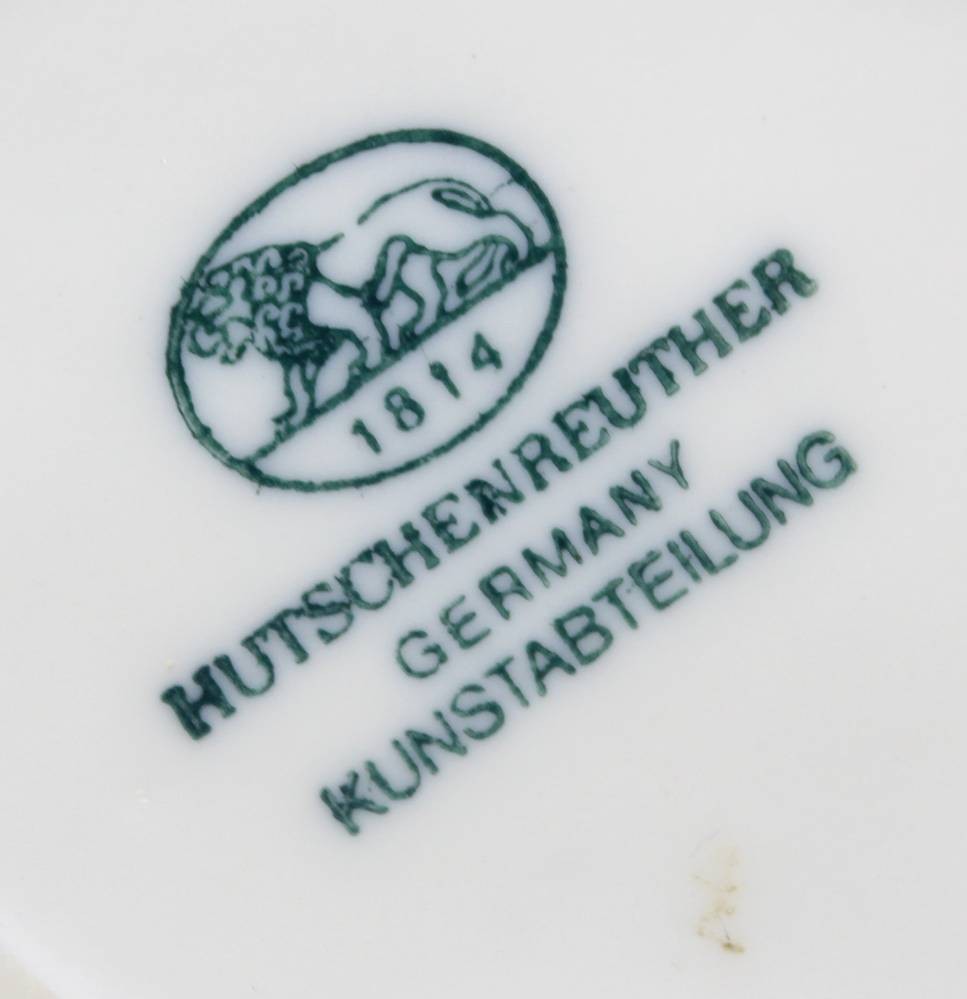 1814
HUTSCHENREUTHER
GERMANY
KUNSTABTEILUNG